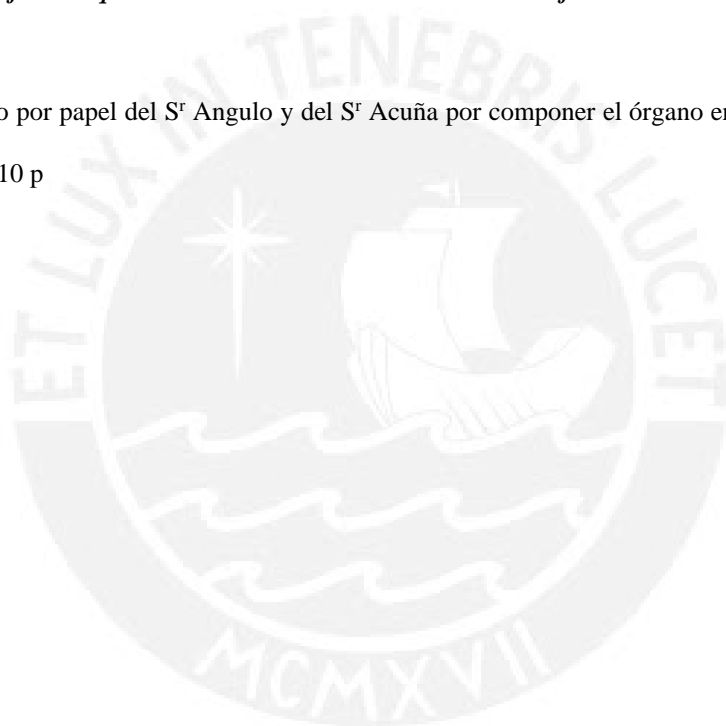 o por papel del Sʳ Angulo y del Sʳ Acuña por componer el órgano
10 p
ET LUX IN TENEBRIS LUCET
MCMXVII